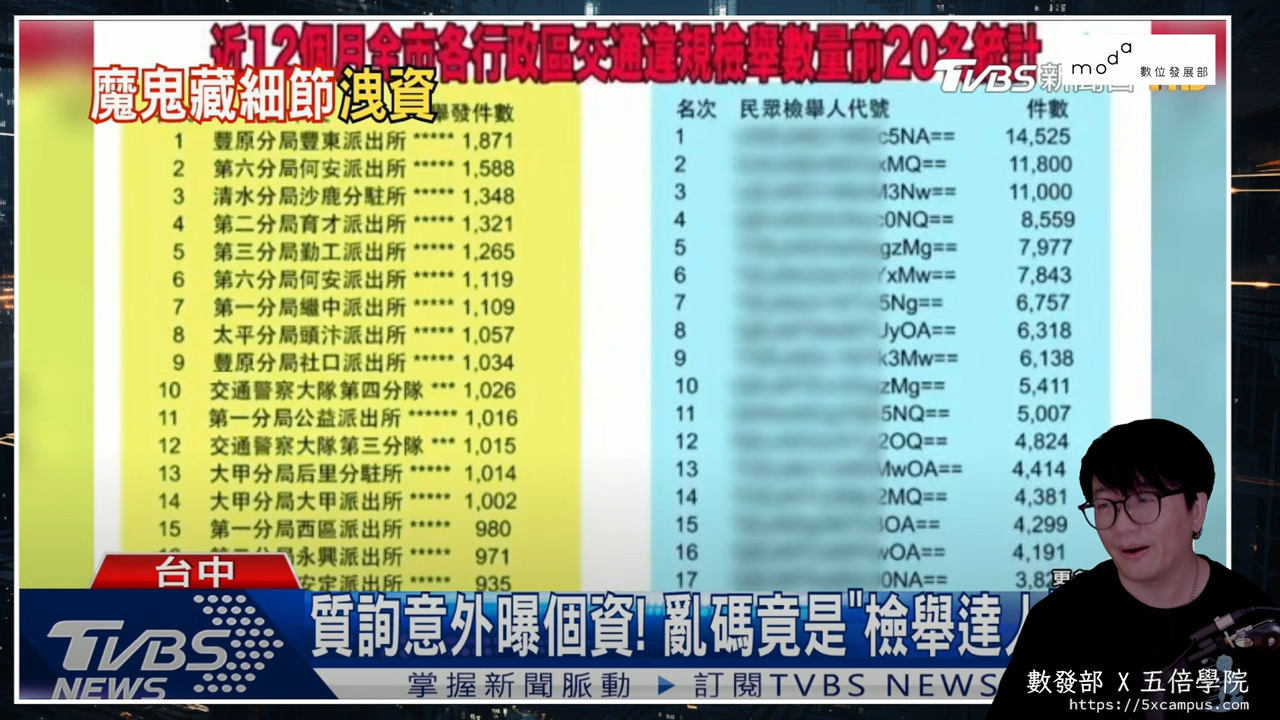 近12個月全市各行政區交通違規檢舉數量前20名統計
魔鬼藏細節洩資
TVBS新聞
moda 數位發展部
舉發件數
1 豐原分局豐東派出所 ***** 1,871
2 第六分局何安派出所 ***** 1,588
3 清水分局沙鹿分駐所 ***** 1,348
4 第二分局育才派出所 ***** 1,321
5 第三分局勤工派出所 ***** 1,265
6 第六分局何安派出所 ***** 1,119
7 第一分局繼中派出所 ***** 1,109
8 太平分局頭汴派出所 ***** 1,057
9 豐原分局社口派出所 ***** 1,034
10 交通警察大隊第四分隊 *** 1,026
11 第一分局公益派出所 ****** 1,016
12 交通警察大隊第三分隊 *** 1,015
13 大甲分局后里分駐所 ***** 1,014
14 大甲分局大甲派出所 ***** 1,002
15 第一分局西區派出所 ***** 980
永興派出所 ***** 971
安定派出所 ***** 935
名次 民眾檢舉人代號 件數
1 c5NA== 14,525
2 xMQ== 11,800
3 M3Nw== 11,000
4 c0NQ== 8,559
5 gzMg== 7,977
6 YxMw== 7,843
7 5Ng== 6,757
8 UyOA== 6,318
9 k3Mw== 6,138
10 zMg== 5,411
11 5NQ== 5,007
12 2OQ== 4,824
13 MwOA== 4,414
14 2MQ== 4,381
15 OA== 4,299
16 wOA== 4,191
17 0NA== 3,82
台中
質詢意外曝個資!亂碼竟是"檢舉達人
TVBS NEWS
掌握新聞脈動 ▶ 訂閱TVBS NEWS
數發部 X 五倍學院
https://5xcampus.com